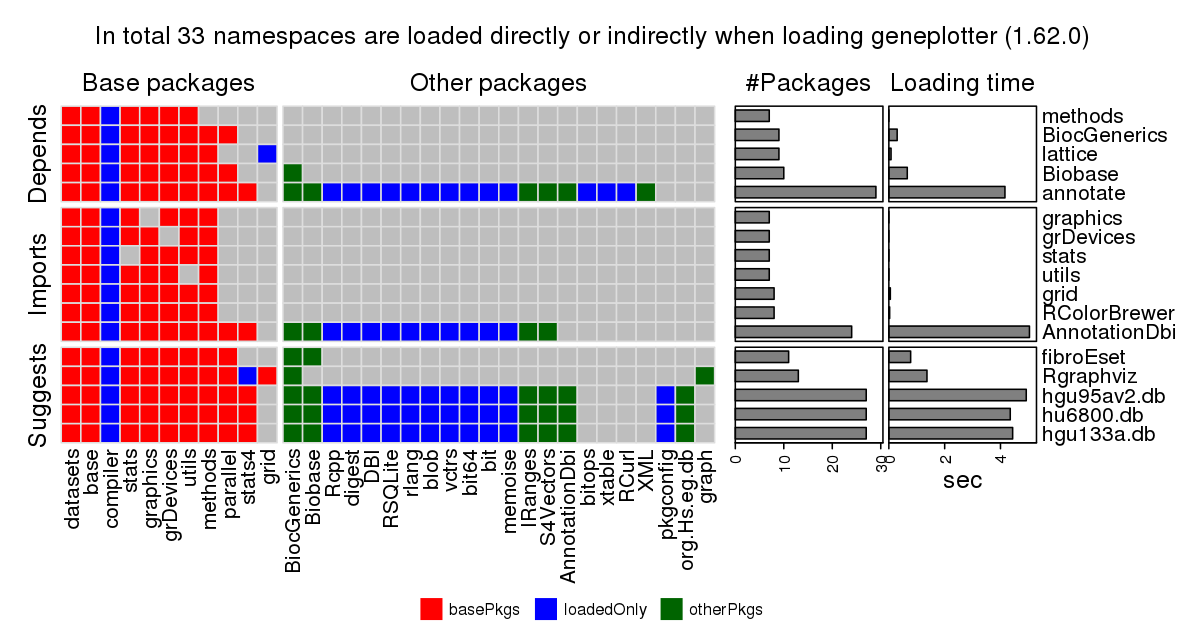 In total 33 namespaces are loaded directly or indirectly when loading geneplotter (1.62.0)
Base packages
Other packages
#Packages
Loading time
Depends
methods
BiocGenerics
lattice
Biobase
annotate
Imports
graphics
grDevices
stats
utils
grid
RColorBrewer
AnnotationDbi
Suggests
fibroEset
Rgraphviz
hgu95av2.db
hu6800.db
hgu133a.db
datasets
base
compiler
stats
graphics
grDevices
utils
methods
parallel
stats4
grid
BiocGenerics
Biobase
Rcpp
digest
DBI
RSQLite
rlang
blob
vctrs
bit64
bit
memoise
IRanges
S4Vectors
AnnotationDbi
bitops
xtable
RCurl
XML
pkgconfig
org.Hs.eg.db
graph
0
10
20
30
0
2
4
sec
basePkgs
loadedOnly
otherPkgs